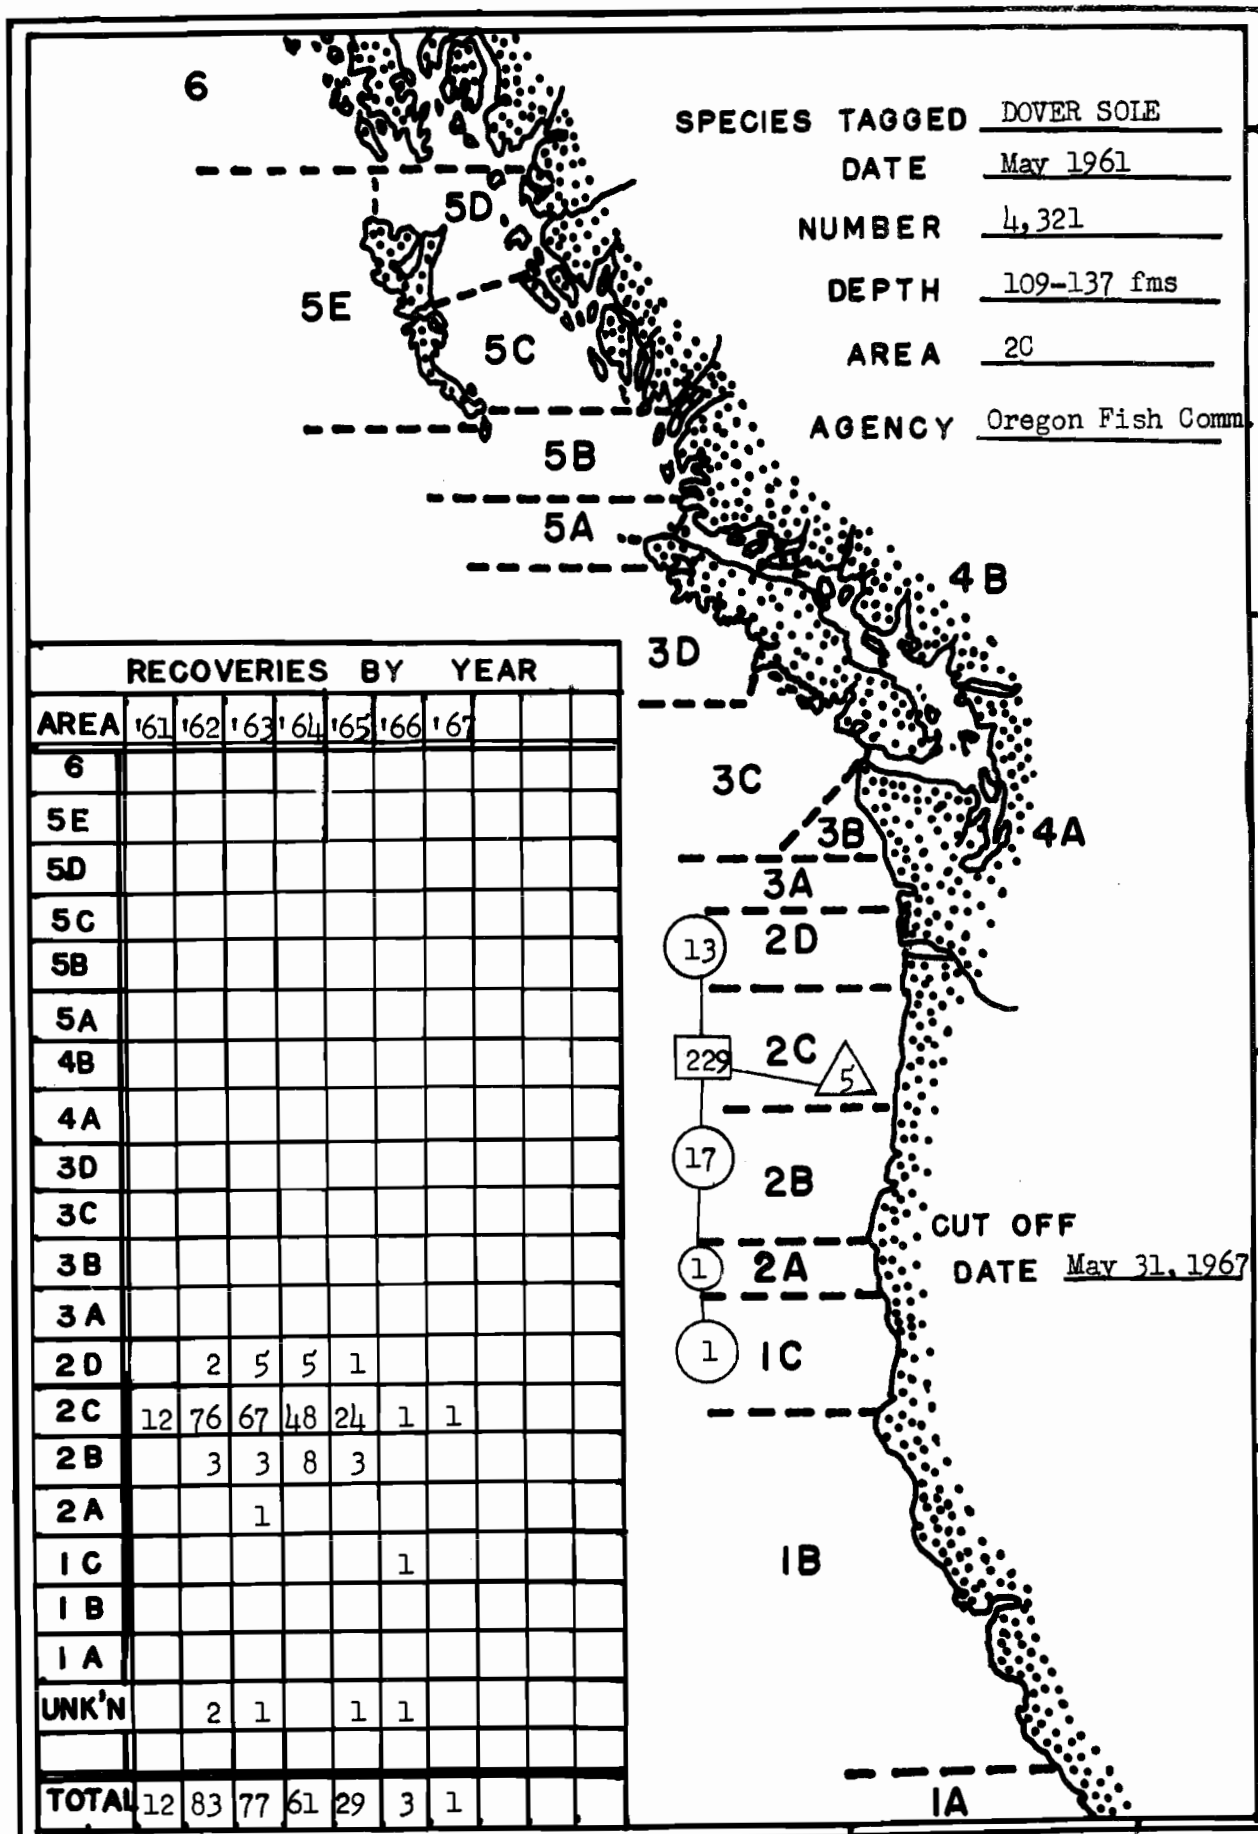 6
SPECIES TAGGED DOVER SOLE
DATE May 1961
NUMBER 4,321
DEPTH 109-137 fms
AREA 2C
AGENCY Oregon Fish Comm.
5D
5E
5C
5B
5A
4B
3D
3C
3B
4A
3A
13
2D
229
2C
5
17
2B
CUT OFF
DATE May 31, 1967
1
2A
1
1C
1B
1A
RECOVERIES BY YEAR
AREA '61 '62 '63 '64 '65 '66 '67
6
5E
5D
5C
5B
5A
4B
4A
3D
3C
3B
3A
2D 2 5 5 1
2C 12 76 67 48 24 1 1
2B 3 3 8 3
2A 1
1C 1
1B
1A
UNK'N 2 1 1 1
TOTAL 12 83 77 61 29 3 1